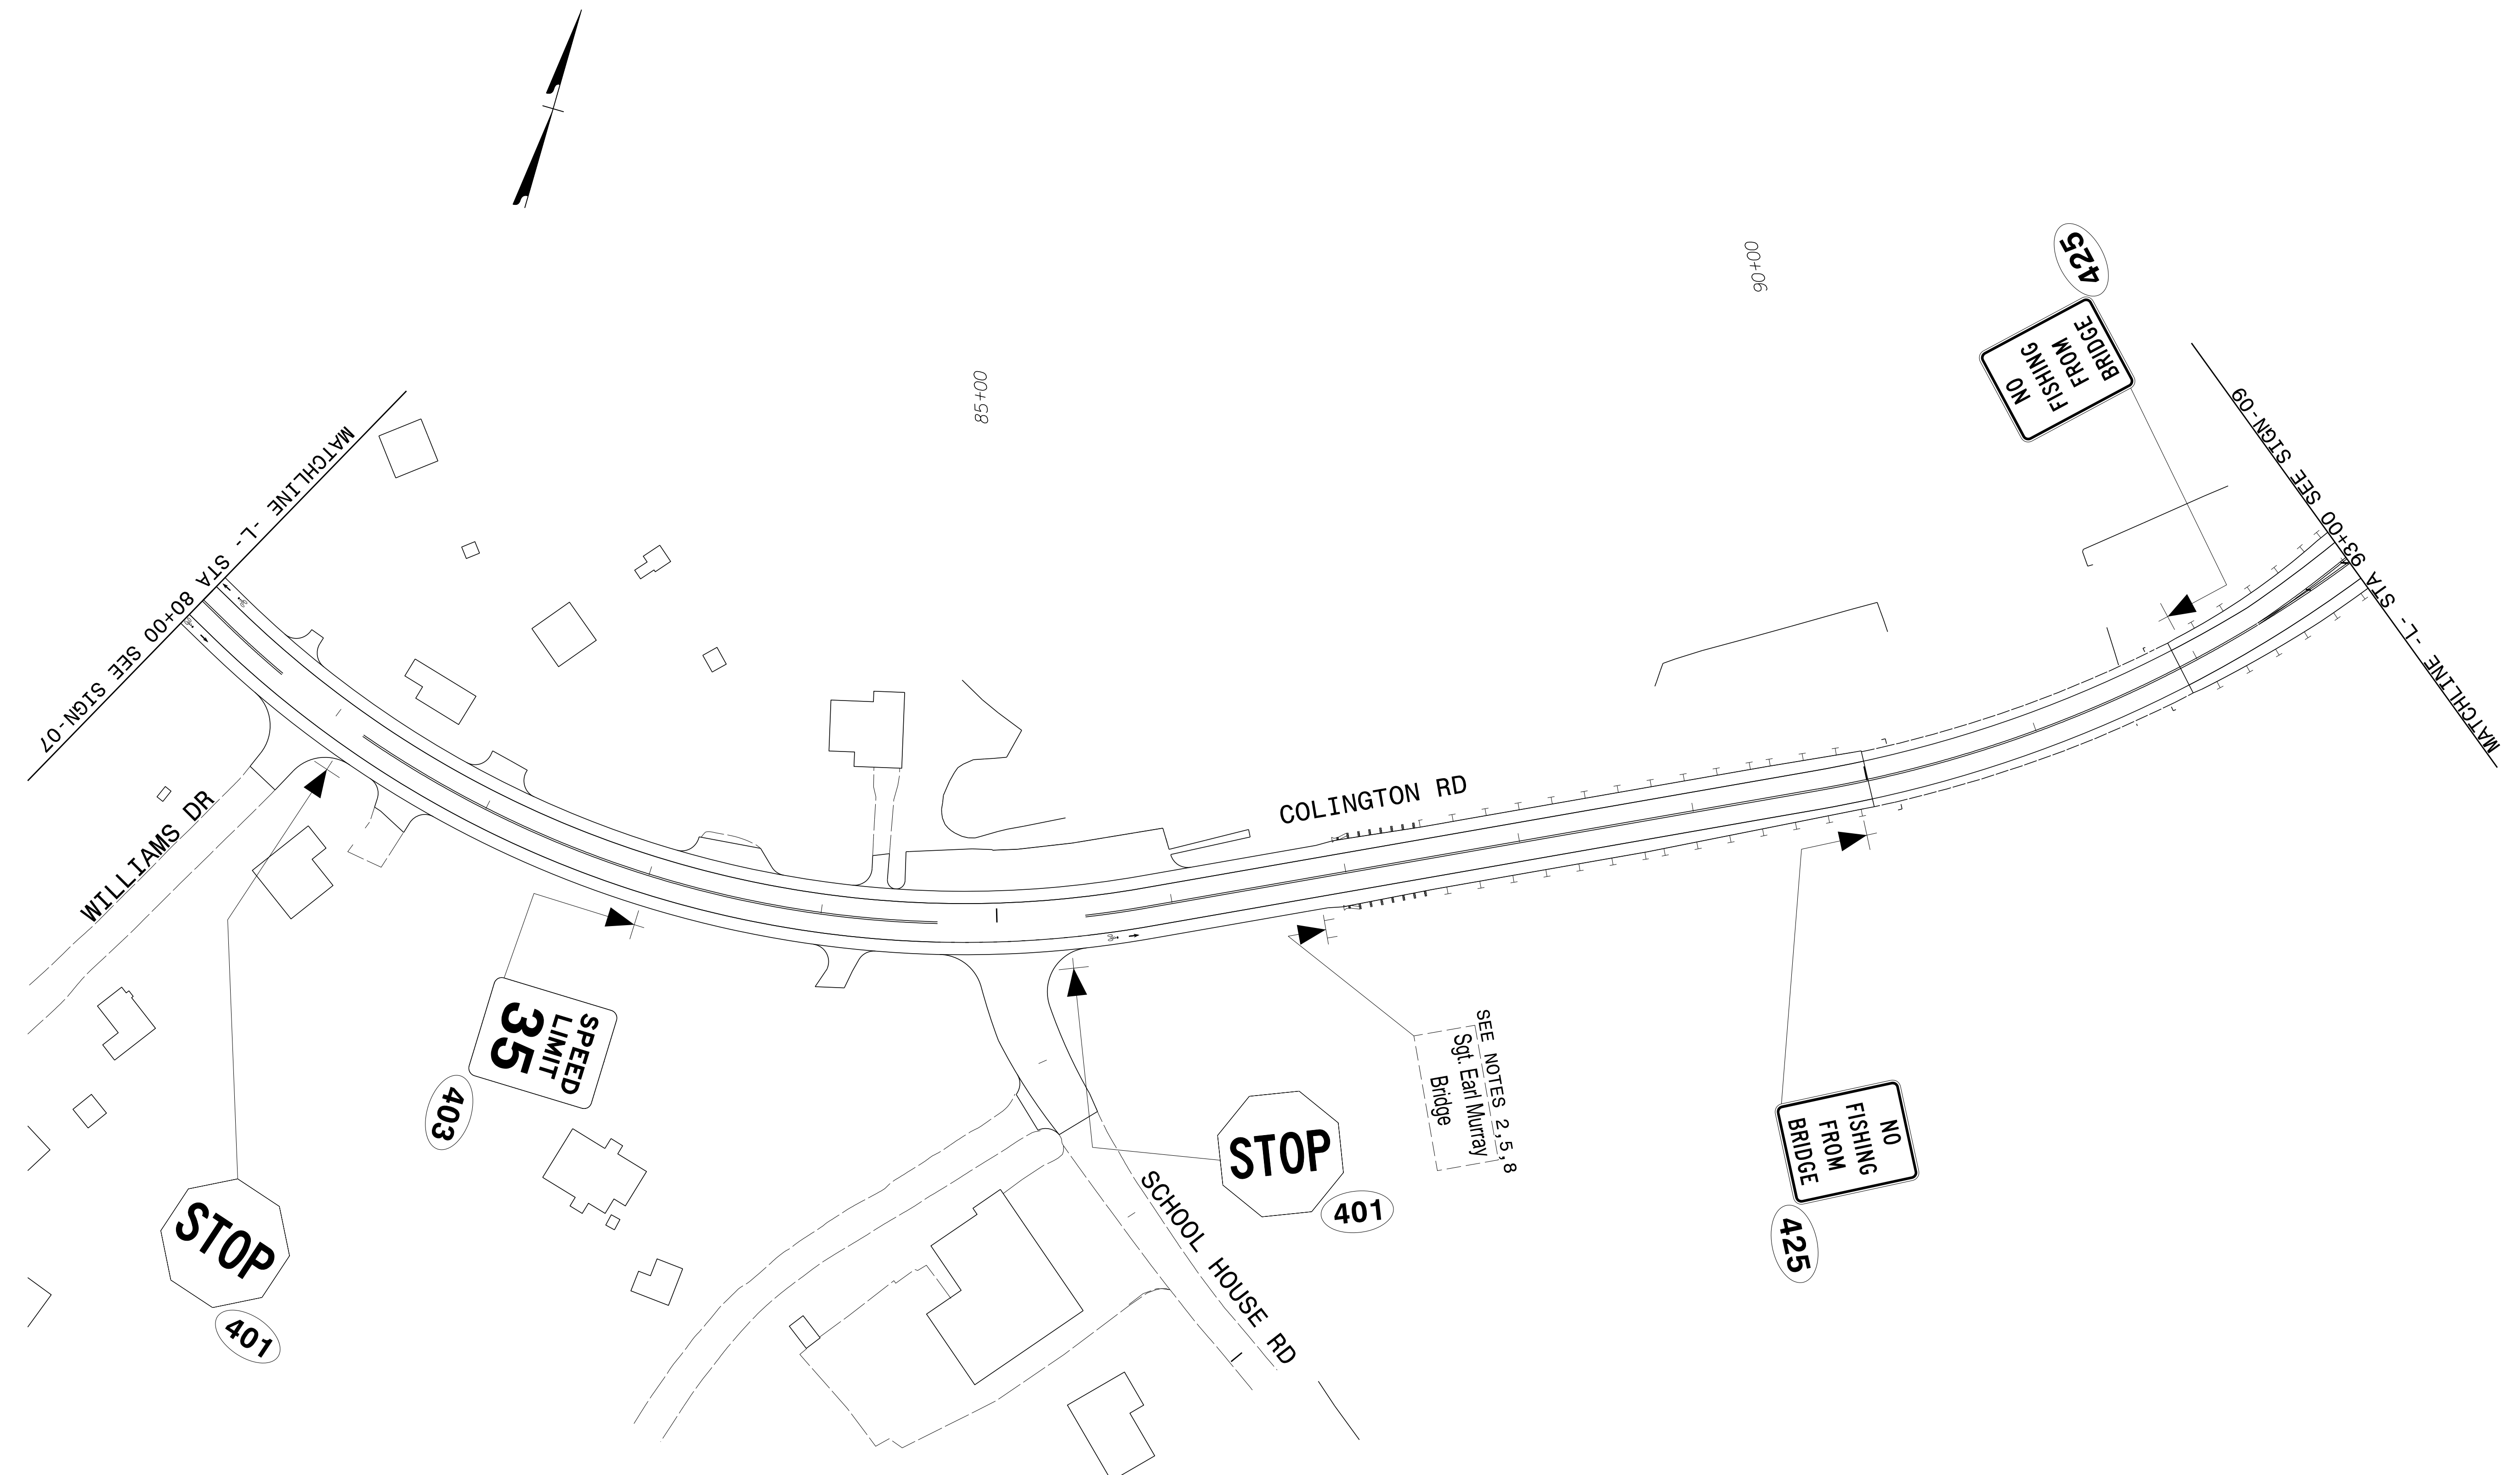 MATCHLINE - L - STA 80+00 SEE SIGN-07
85+00
90+00
425
NO
FISHING
FROM
BRIDGE
MATCHLINE -L- STA 93+00 SEE SIGN-09
COLINGTON RD
WILLIAMS DR
SPEED
LIMIT
35
403
STOP
401
STOP
401
SCHOOL HOUSE RD
SEE NOTES 2,5,8
Sgt. Earl Murray
Bridge
NO
FISHING
FROM
BRIDGE
425